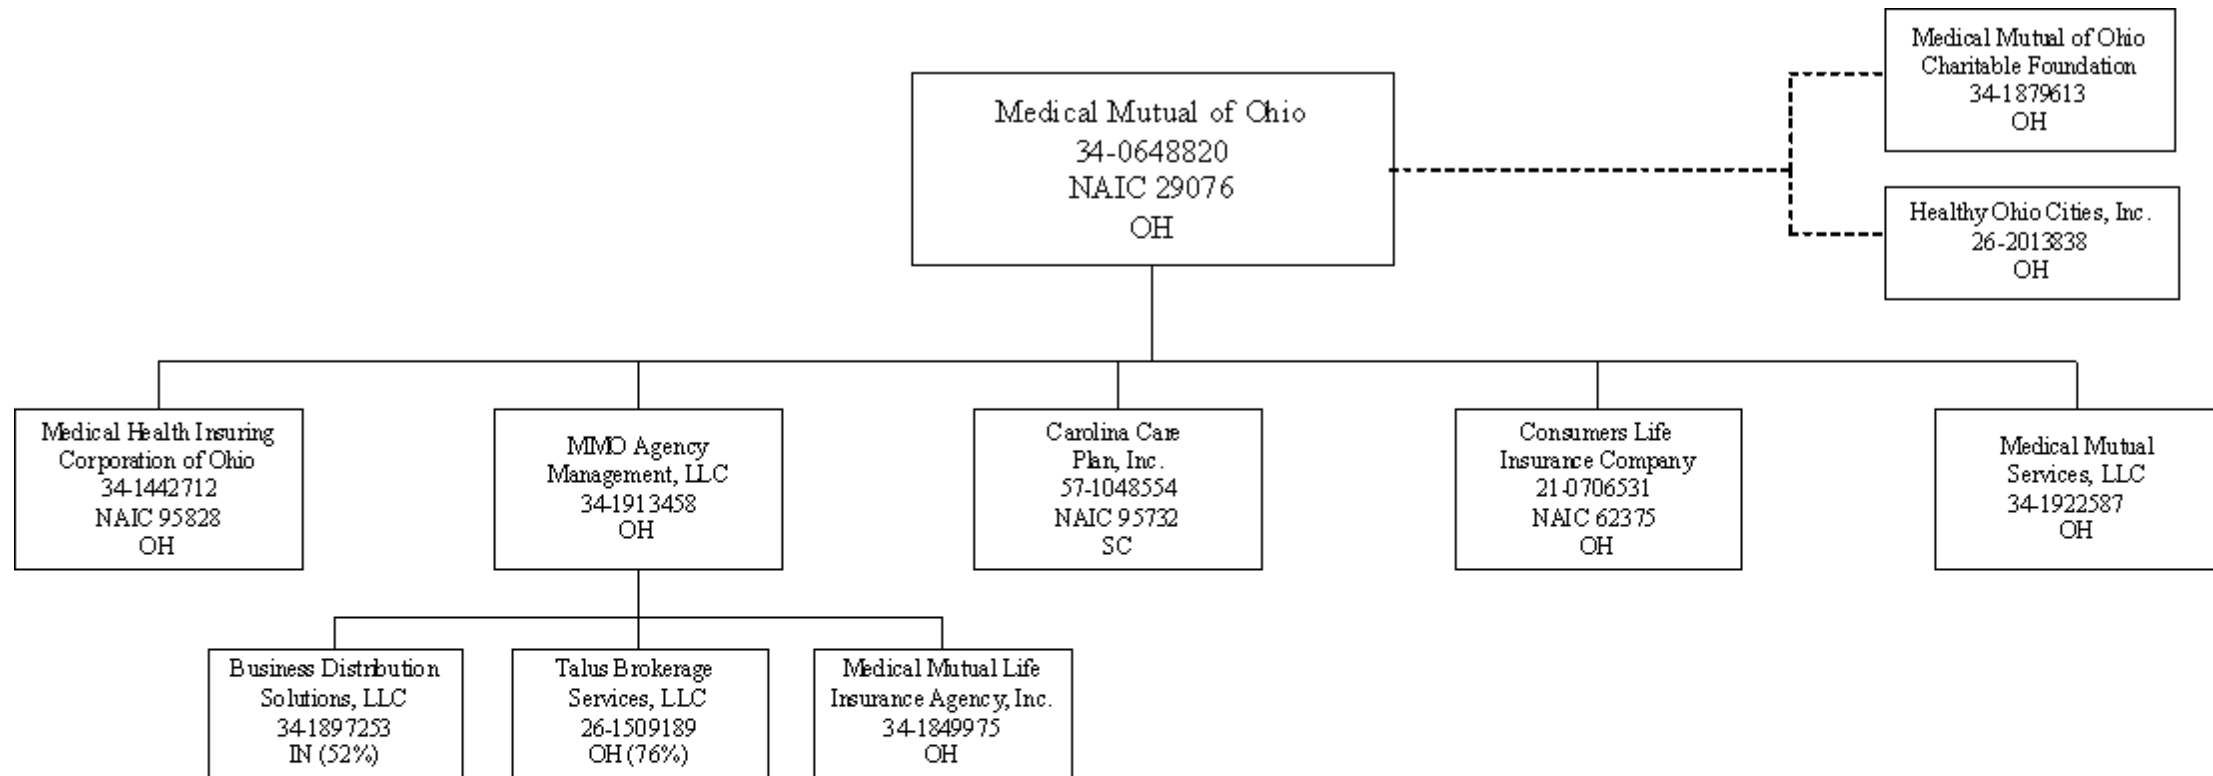 Medical Mutual of Ohio
Charitable Foundation
34-1879613
OH
Medical Mutual of Ohio
34-0648820
NAIC 29076
OH
Healthy Ohio Cities, Inc.
26-2013838
OH
Medical Health Insuring
Corporation of Ohio
34-1442712
NAIC 95828
OH
MMO Agency
Management, LLC
34-1913458
OH
Carolina Care
Plan, Inc.
57-1048554
NAIC 95732
SC
Consumers Life
Insurance Company
21-0706531
NAIC 62375
OH
Medical Mutual
Services, LLC
34-1922587
OH
Business Distribution
Solutions, LLC
34-1897253
IN (52%)
Talus Brokerage
Services, LLC
26-1509189
OH (76%)
Medical Mutual Life
Insurance Agency, Inc.
34-1849975
OH